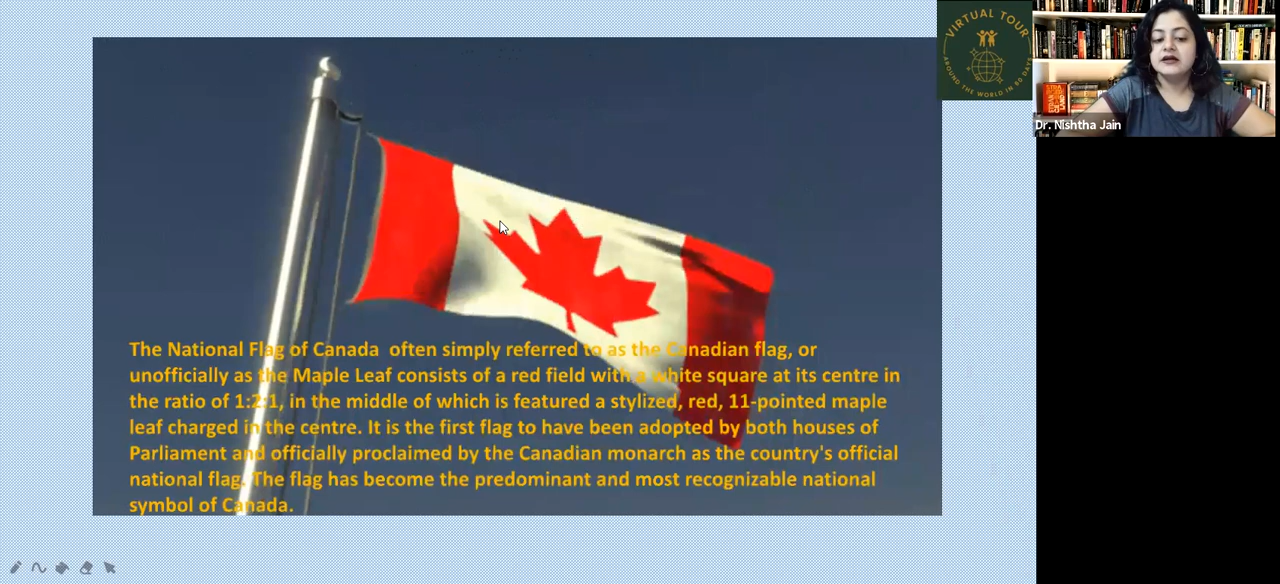 VIRTUAL TOUR
AROUND THE WORLD IN 80 DAYS
Dr. Nishtha Jain
The National Flag of Canada often simply referred to as the Canadian flag, or
unofficially as the Maple Leaf consists of a red field with a white square at its centre in
the ratio of 1:2:1, in the middle of which is featured a stylized, red, 11-pointed maple
leaf charged in the centre. It is the first flag to have been adopted by both houses of
Parliament and officially proclaimed by the Canadian monarch as the country's official
national flag. The flag has become the predominant and most recognizable national
symbol of Canada.